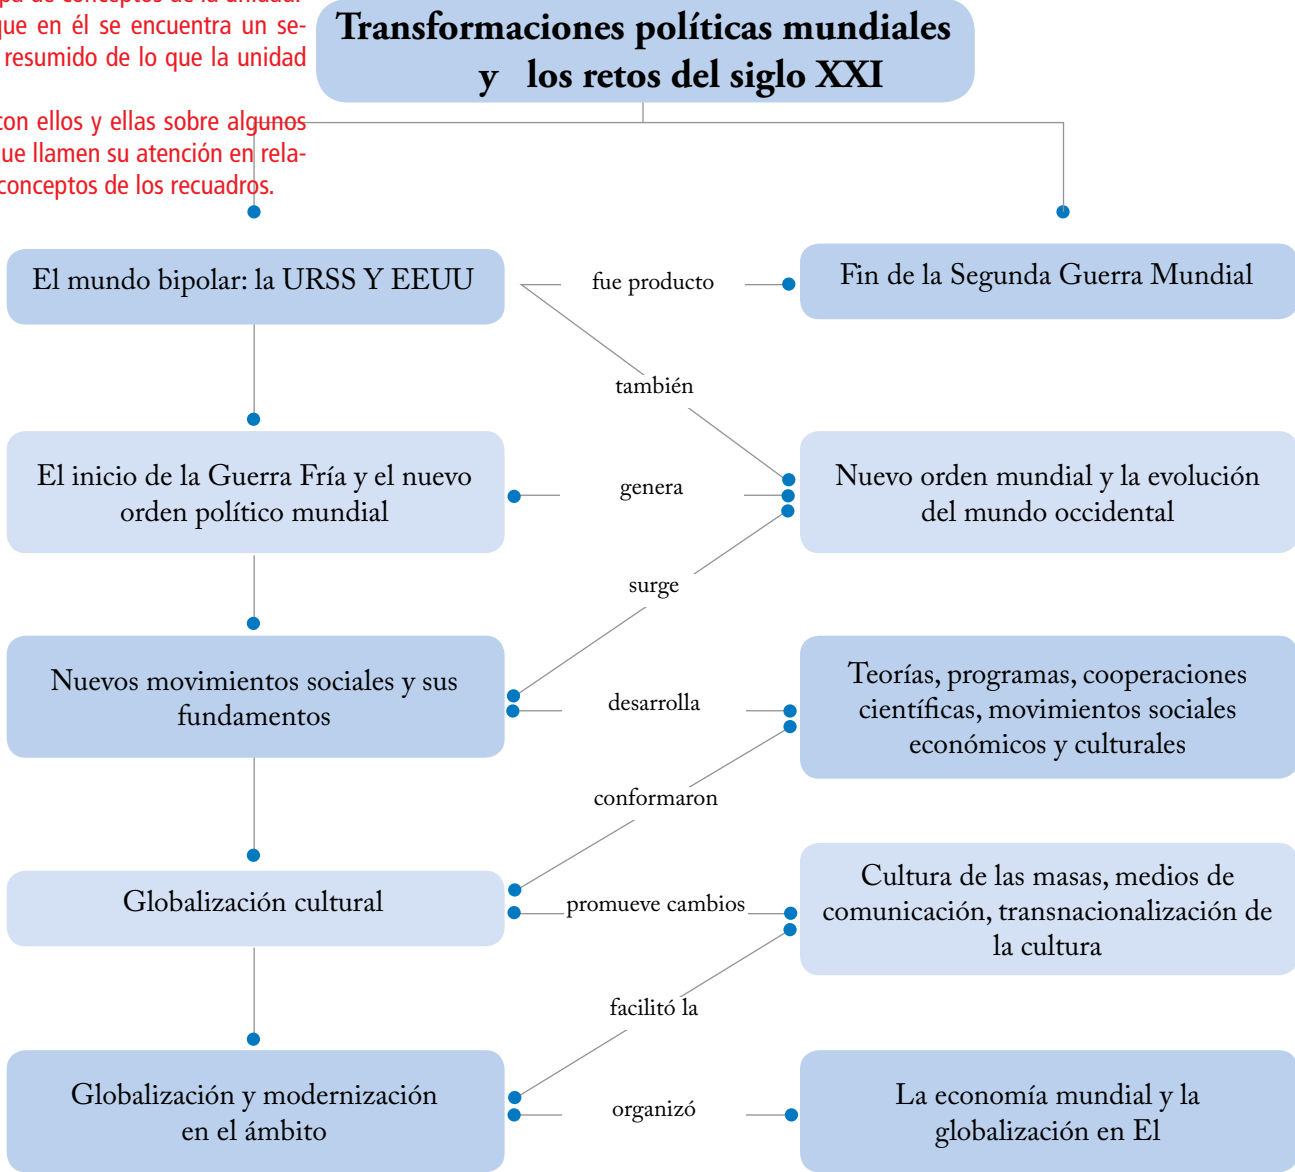 pa de conceptos de la unidad.
que en él se encuentra un se-
resumido de lo que la unidad
con ellos y ellas sobre algunos
que llamen su atención en rela-
conceptos de los recuadros.
Transformaciones políticas mundiales
y los retos del siglo XXI
El mundo bipolar: la URSS Y EEUU
fue producto
Fin de la Segunda Guerra Mundial
también
El inicio de la Guerra Fría y el nuevo
orden político mundial
genera
Nuevo orden mundial y la evolución
del mundo occidental
surge
Nuevos movimientos sociales y sus
fundamentos
desarrolla
Teorías, programas, cooperaciones
científicas, movimientos sociales
económicos y culturales
conformaron
Globalización cultural
promueve cambios
Cultura de las masas, medios de
comunicación, transnacionalización de
la cultura
facilitó la
Globalización y modernización
en el ámbito
organizó
La economía mundial y la
globalización en El